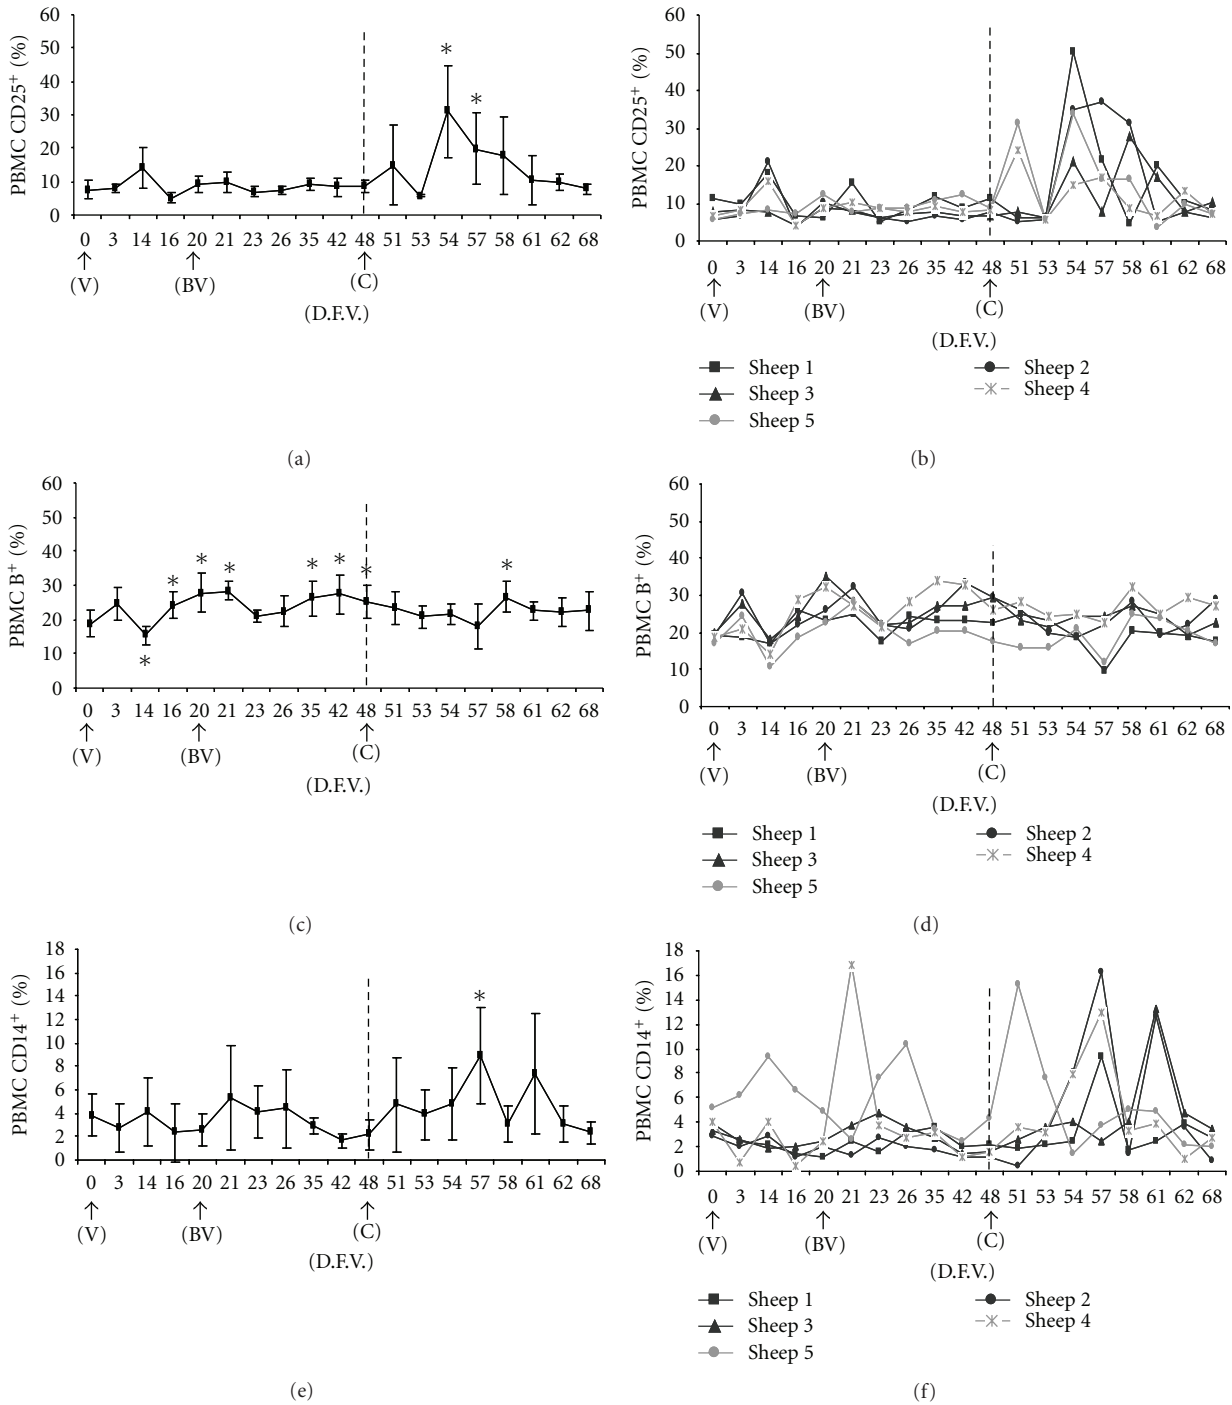 PBMC CD25⁺ (%)
60
50
40
30
20
10
0
*
*
0 3 14 16 20 21 23 26 35 42 48 51 53 54 57 58 61 62 68
(V) (BV) (C)
(D.F.V.)
(a)
PBMC CD25⁺ (%)
60
50
40
30
20
10
0
0 3 14 16 20 21 23 26 35 42 48 51 53 54 57 58 61 62 68
(V) (BV) (C)
(D.F.V.)
Sheep 1 Sheep 2
Sheep 3 Sheep 4
Sheep 5
(b)
PBMC B⁺ (%)
60
50
40
30
20
10
0
* * * * * * *
*
0 3 14 16 20 21 23 26 35 42 48 51 53 54 57 58 61 62 68
(V) (BV) (C)
(D.F.V.)
(c)
PBMC B⁺ (%)
60
50
40
30
20
10
0
0 3 14 16 20 21 23 26 35 42 48 51 53 54 57 58 61 62 68
(V) (BV) (C)
(D.F.V.)
Sheep 1 Sheep 2
Sheep 3 Sheep 4
Sheep 5
(d)
PBMC CD14⁺ (%)
18
16
14
12
10
8
6
4
2
0
*
0 3 14 16 20 21 23 26 35 42 48 51 53 54 57 58 61 62 68
(V) (BV) (C)
(D.F.V.)
(e)
PBMC CD14⁺ (%)
18
16
14
12
10
8
6
4
2
0
0 3 14 16 20 21 23 26 35 42 48 51 53 54 57 58 61 62 68
(V) (BV) (C)
(D.F.V.)
Sheep 1 Sheep 2
Sheep 3 Sheep 4
Sheep 5
(f)